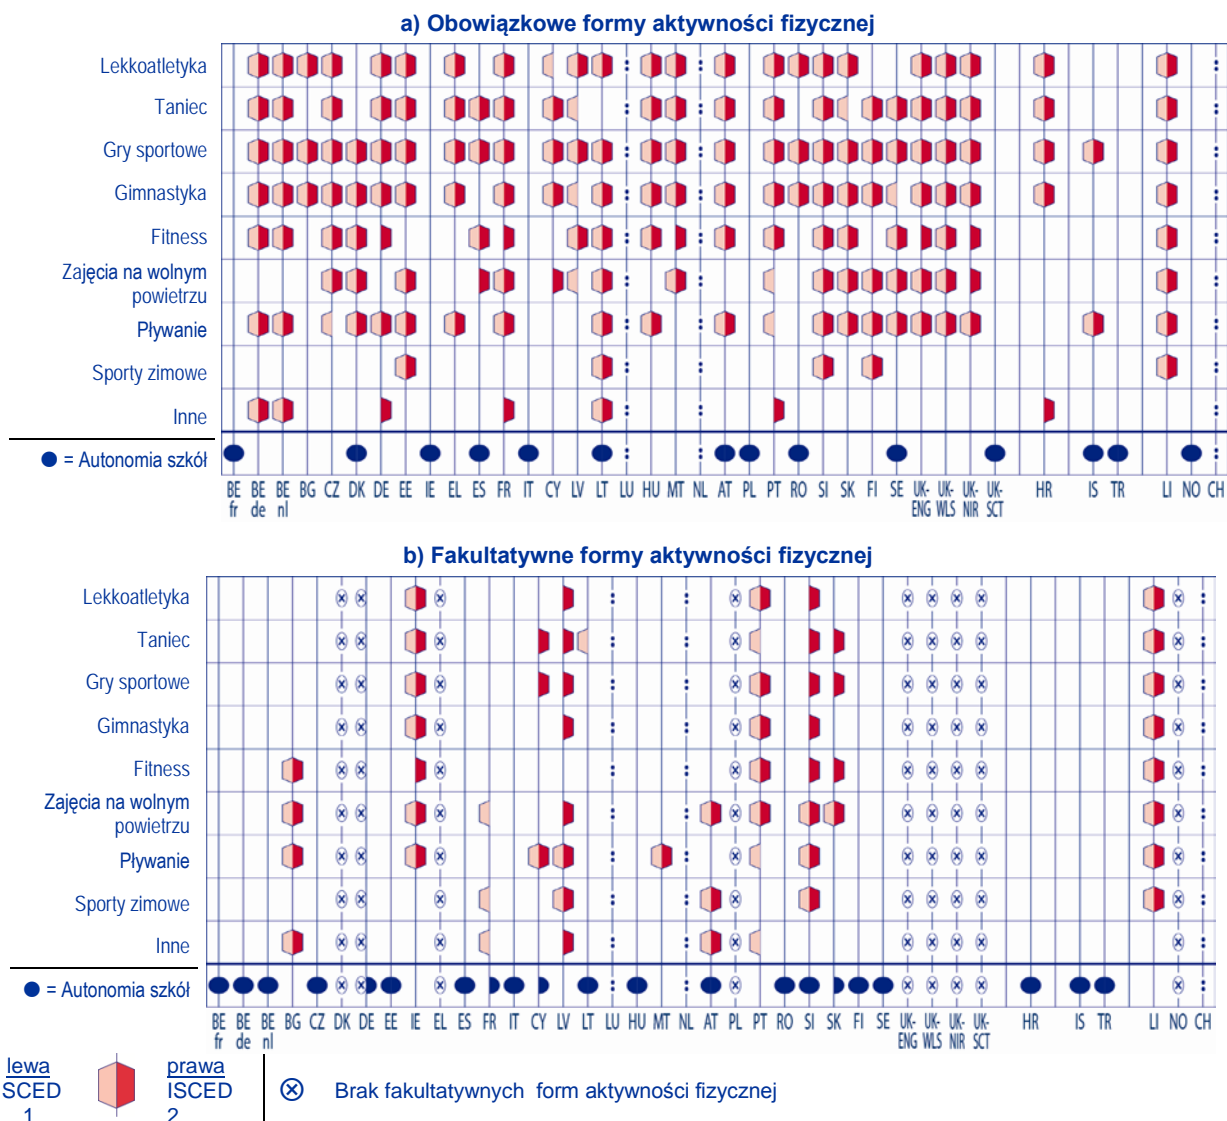 a) Obowiązkowe formy aktywności fizycznej
Lekkoatletyka
Taniec
Gry sportowe
Gimnastyka
Fitness
Zajęcia na wolnym
powietrzu
Pływanie
Sporty zimowe
Inne
= Autonomia szkół
BE fr BE de BE nl BG CZ DK DE EE IE EL ES FR IT CY LV LT LU HU MT NL AT PL PT RO SI SK FI SE UK-ENG UK-WLS UK-NIR UK-SCT HR IS TR LI NO CH
b) Fakultatywne formy aktywności fizycznej
Lekkoatletyka
Taniec
Gry sportowe
Gimnastyka
Fitness
Zajęcia na wolnym
powietrzu
Pływanie
Sporty zimowe
Inne
= Autonomia szkół
BE fr BE de BE nl BG CZ DK DE EE IE EL ES FR IT CY LV LT LU HU MT NL AT PL PT RO SI SK FI SE UK-ENG UK-WLS UK-NIR UK-SCT HR IS TR LI NO CH
lewa
SCED
1
prawa
ISCED
2
Brak fakultatywnych form aktywności fizycznej